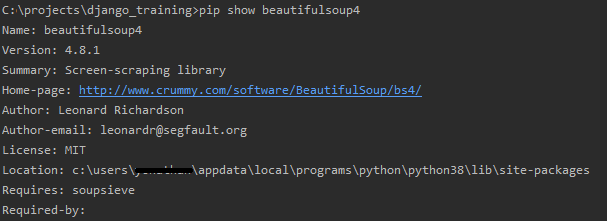 C:\projects\django_training>pip show beautifulsoup4
Name: beautifulsoup4
Version: 4.8.1
Summary: Screen-scraping library
Home-page: http://www.crummy.com/software/BeautifulSoup/bs4/
Author: Leonard Richardson
Author-email: leonardr@segfault.org
License: MIT
Location: c:\users\\appdata\local\programs\python\python38\lib\site-packages
Requires: soupsieve
Required-by: